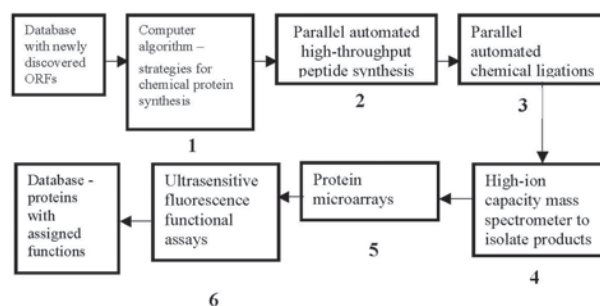 Database
with newly
discovered
ORFs
Computer
algorithm –
strategies for
chemical protein
synthesis
1
Parallel automated
high-throughput
peptide synthesis
2
Parallel
automated
chemical ligations
3
High-ion
capacity mass
spectrometer to
isolate products
4
Protein
microarrays
5
Ultrasensitive
fluorescence
functional
assays
6
Database -
proteins
with
assigned
functions